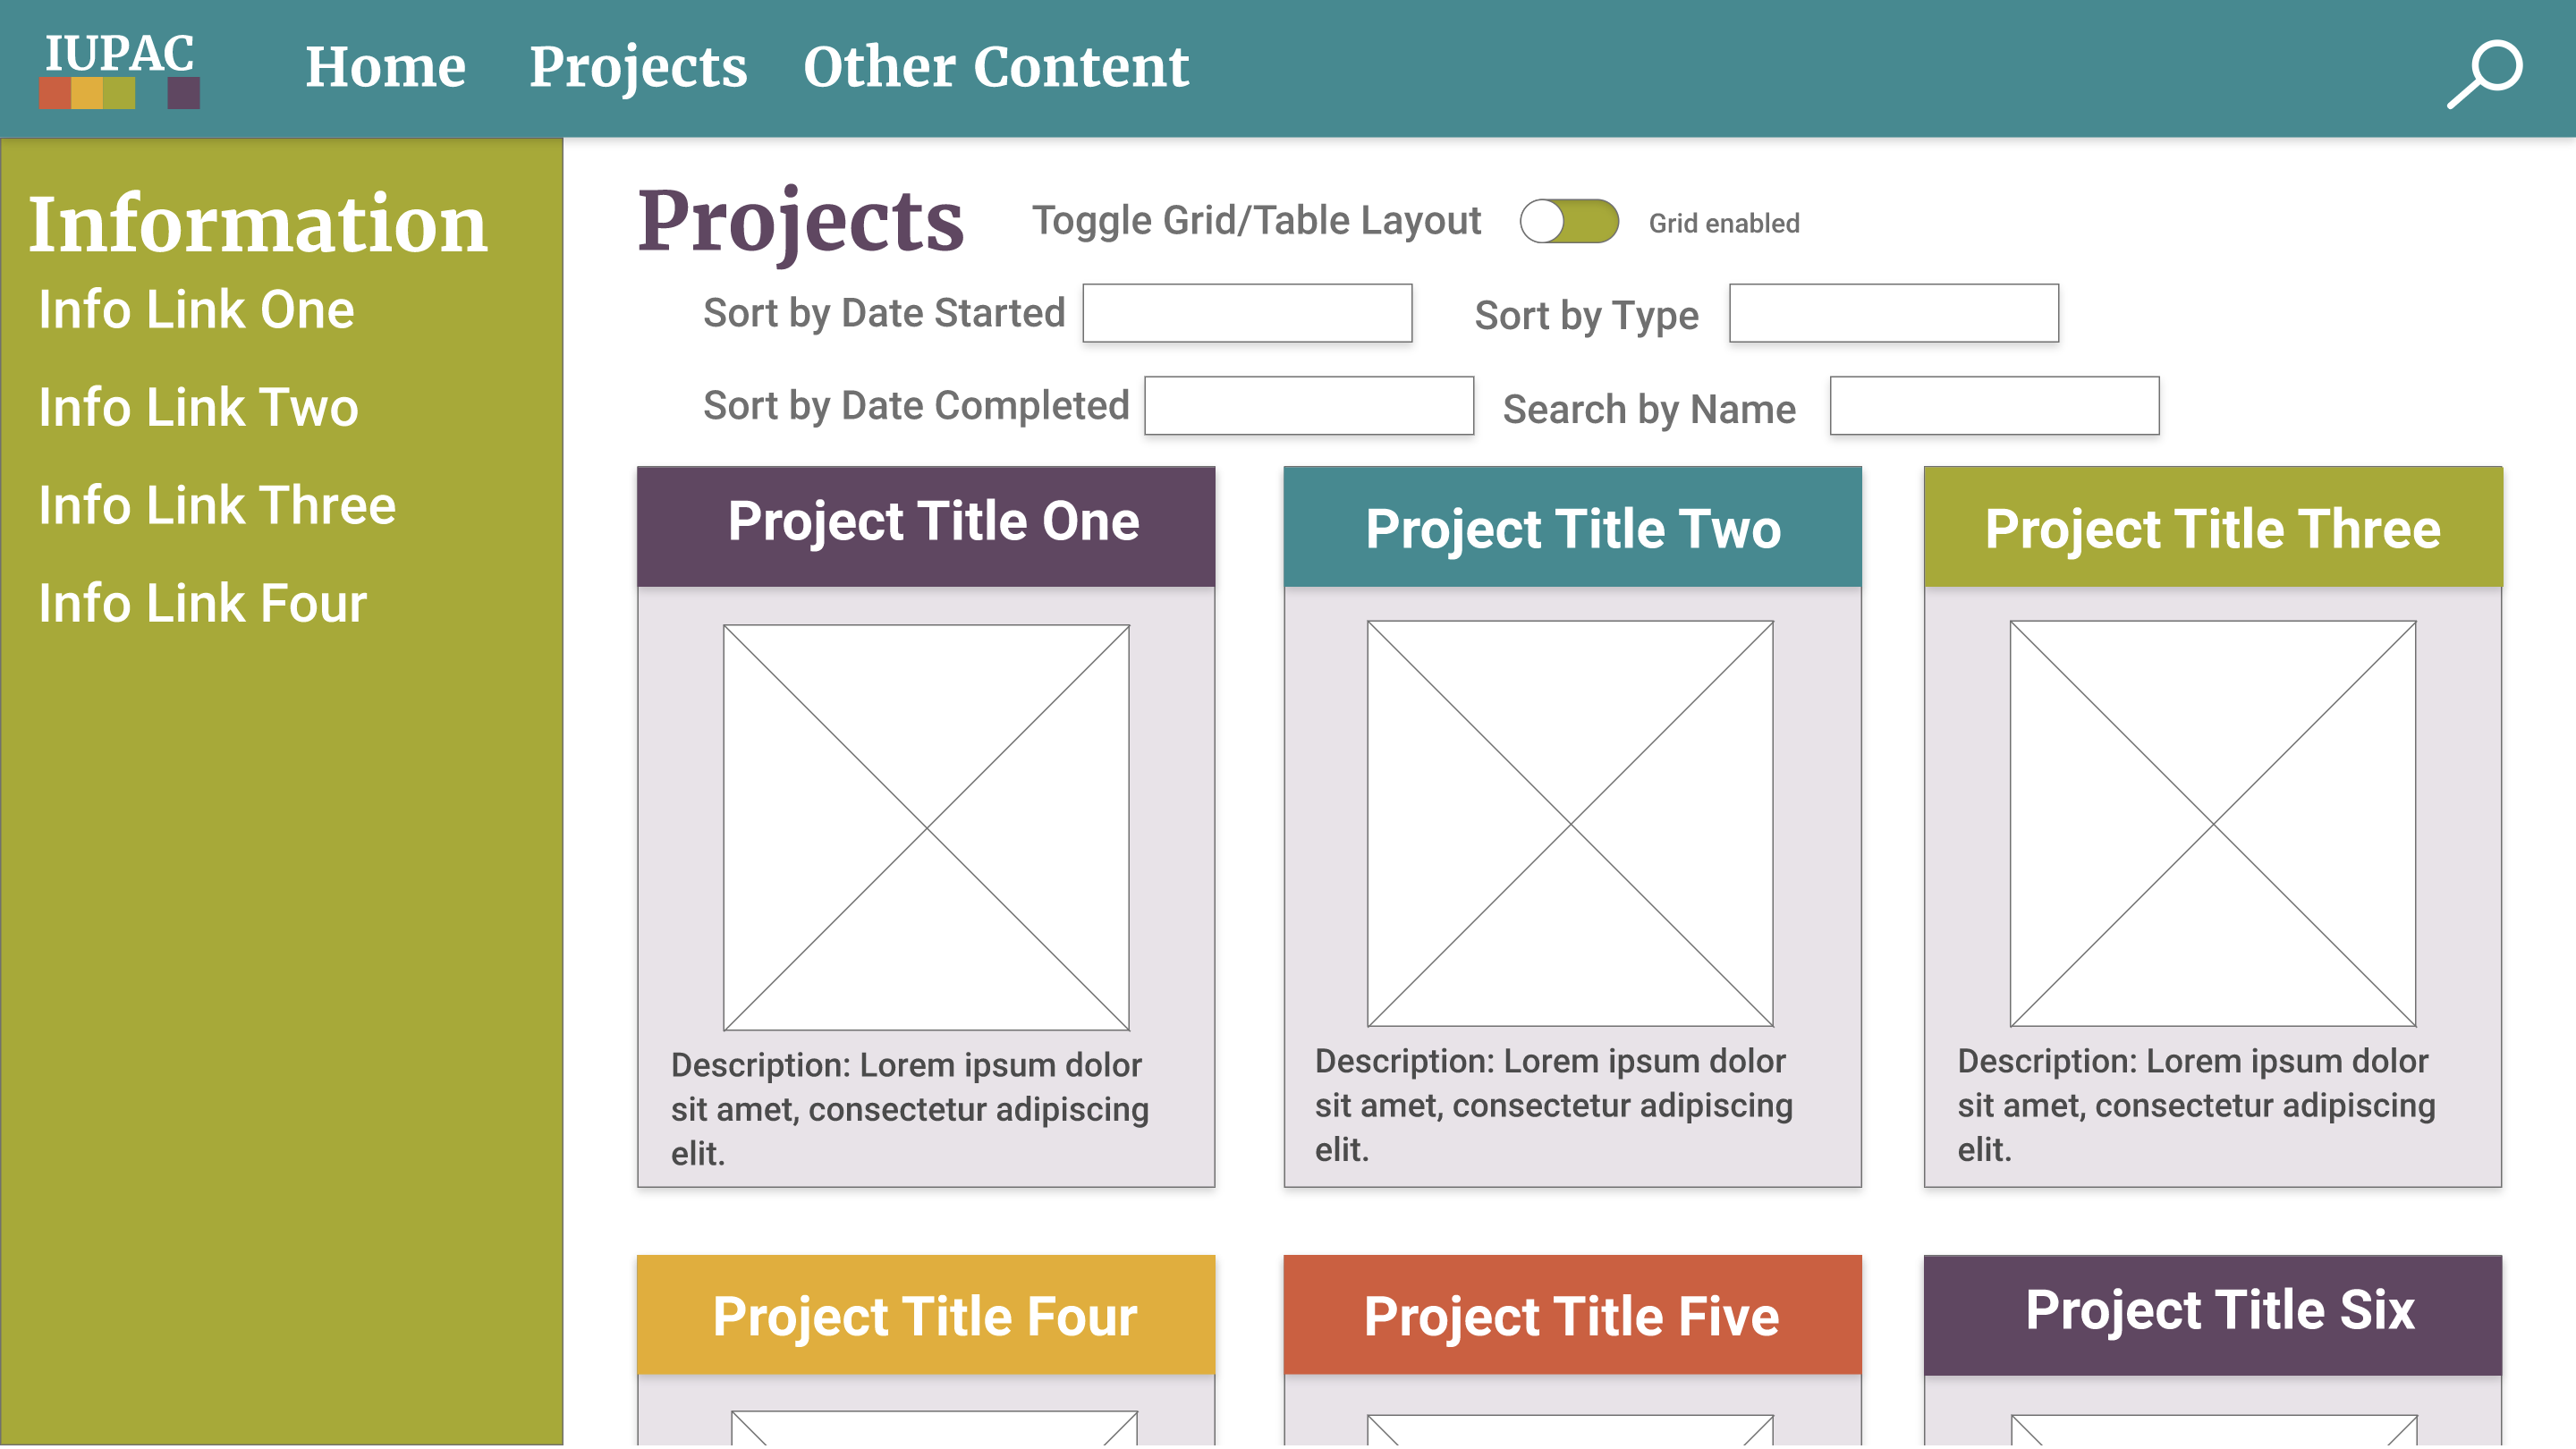 IUPAC
Home Projects Other Content
Information
Info Link One
Info Link Two
Info Link Three
Info Link Four
Projects
Toggle Grid/Table Layout
Grid enabled
Sort by Date Started
Sort by Type
Sort by Date Completed
Search by Name
Project Title One
Description: Lorem ipsum dolor
sit amet, consectetur adipiscing
elit.
Project Title Two
Description: Lorem ipsum dolor
sit amet, consectetur adipiscing
elit.
Project Title Three
Description: Lorem ipsum dolor
sit amet, consectetur adipiscing
elit.
Project Title Four
Project Title Five
Project Title Six